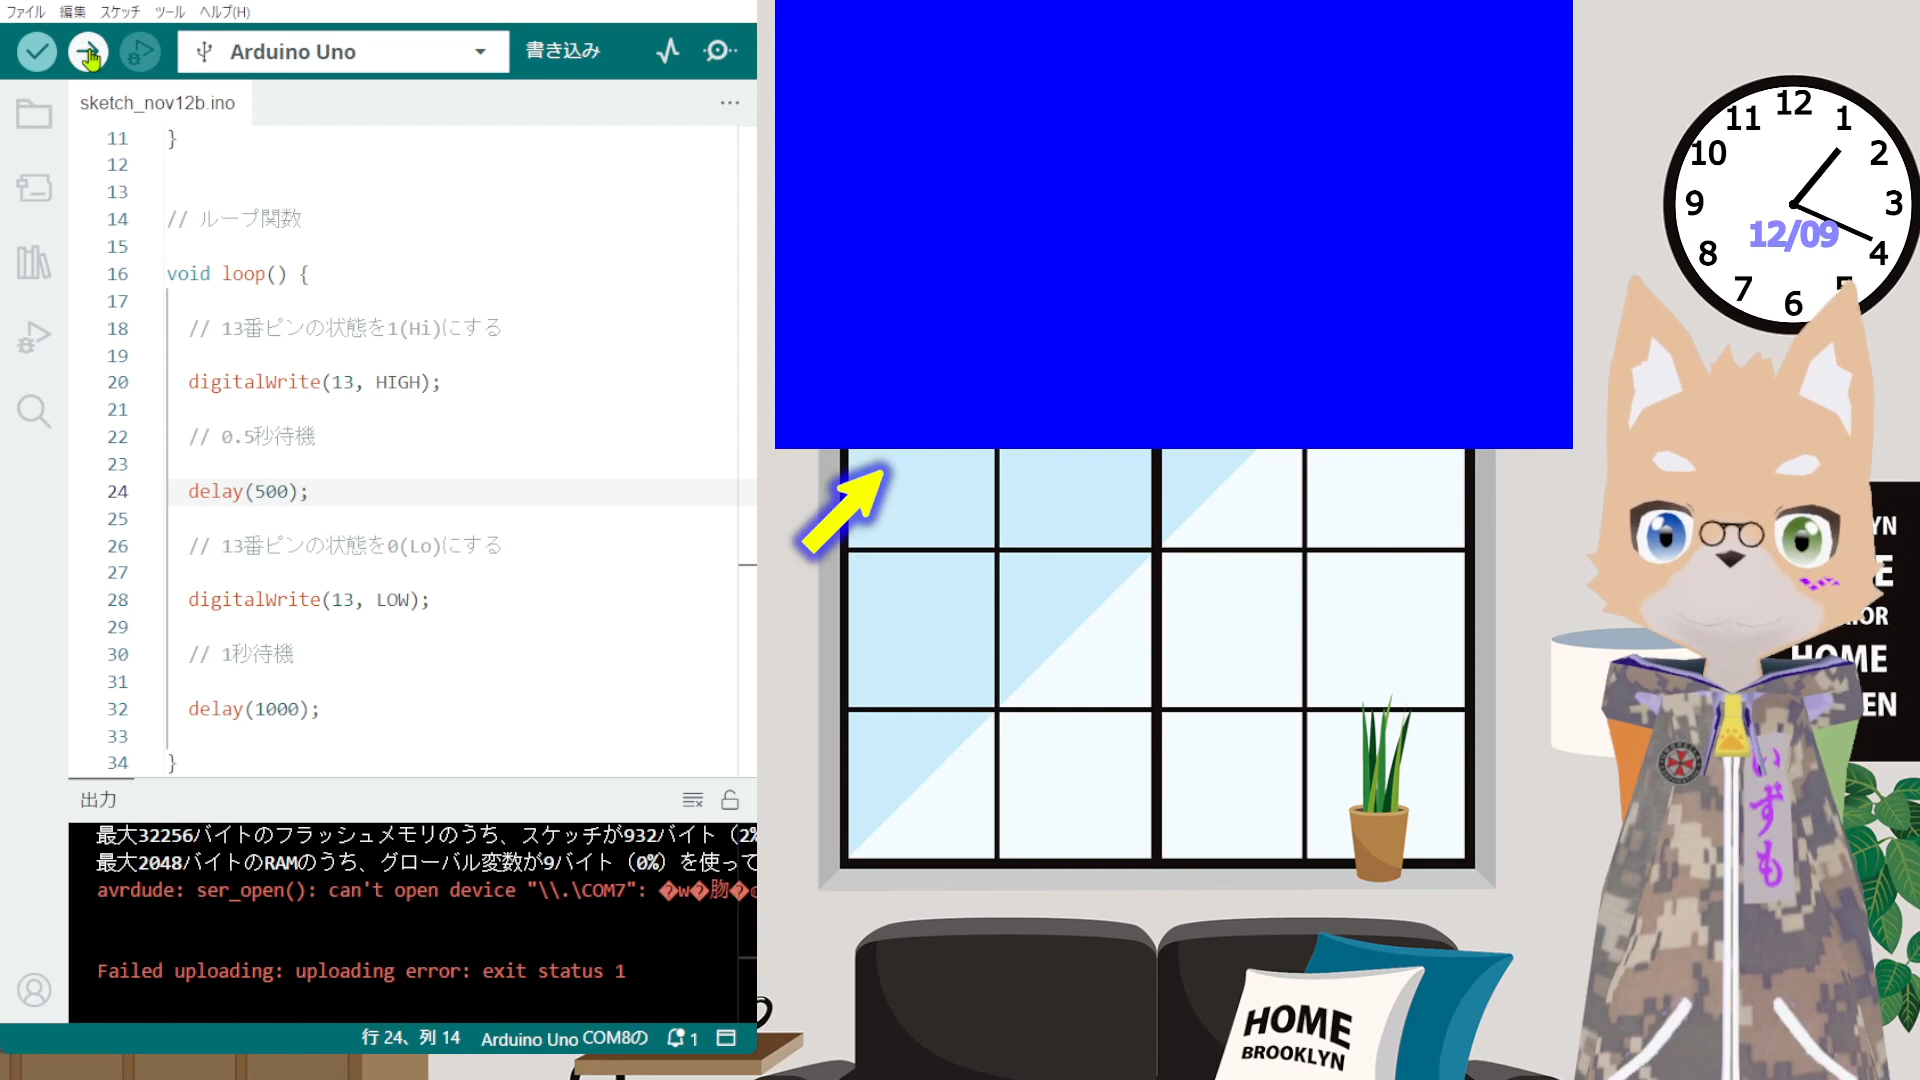 ファイル 編集 スケッチ ツール ヘルプ(H)
Arduino Uno
書き込み
sketch_nov12b.ino
11 }
12
13
14 // ループ関数
15
16 void loop() {
17
18 // 13番ピンの状態を1(Hi)にする
19
20 digitalWrite(13, HIGH);
21
22 // 0.5秒待機
23
24 delay(500);
25
26 // 13番ピンの状態を0(Lo)にする
27
28 digitalWrite(13, LOW);
29
30 // 1秒待機
31
32 delay(1000);
33
34 }
出力
最大32256バイトのフラッシュメモリのうち、スケッチが932バイト（2%
最大2048バイトのRAMのうち、グローバル変数が9バイト（0%）を使って
avrdude: ser_open(): can't open device "\\.\COM7": �w�肳�
Failed uploading: uploading error: exit status 1
行 24、列 14 Arduino Uno COM8の 1
12
11 1
10 2
9 3
12/09
8 4
7 5
6
YN
E
IOR
HOME
EN
いずも
HOME
BROOKLYN